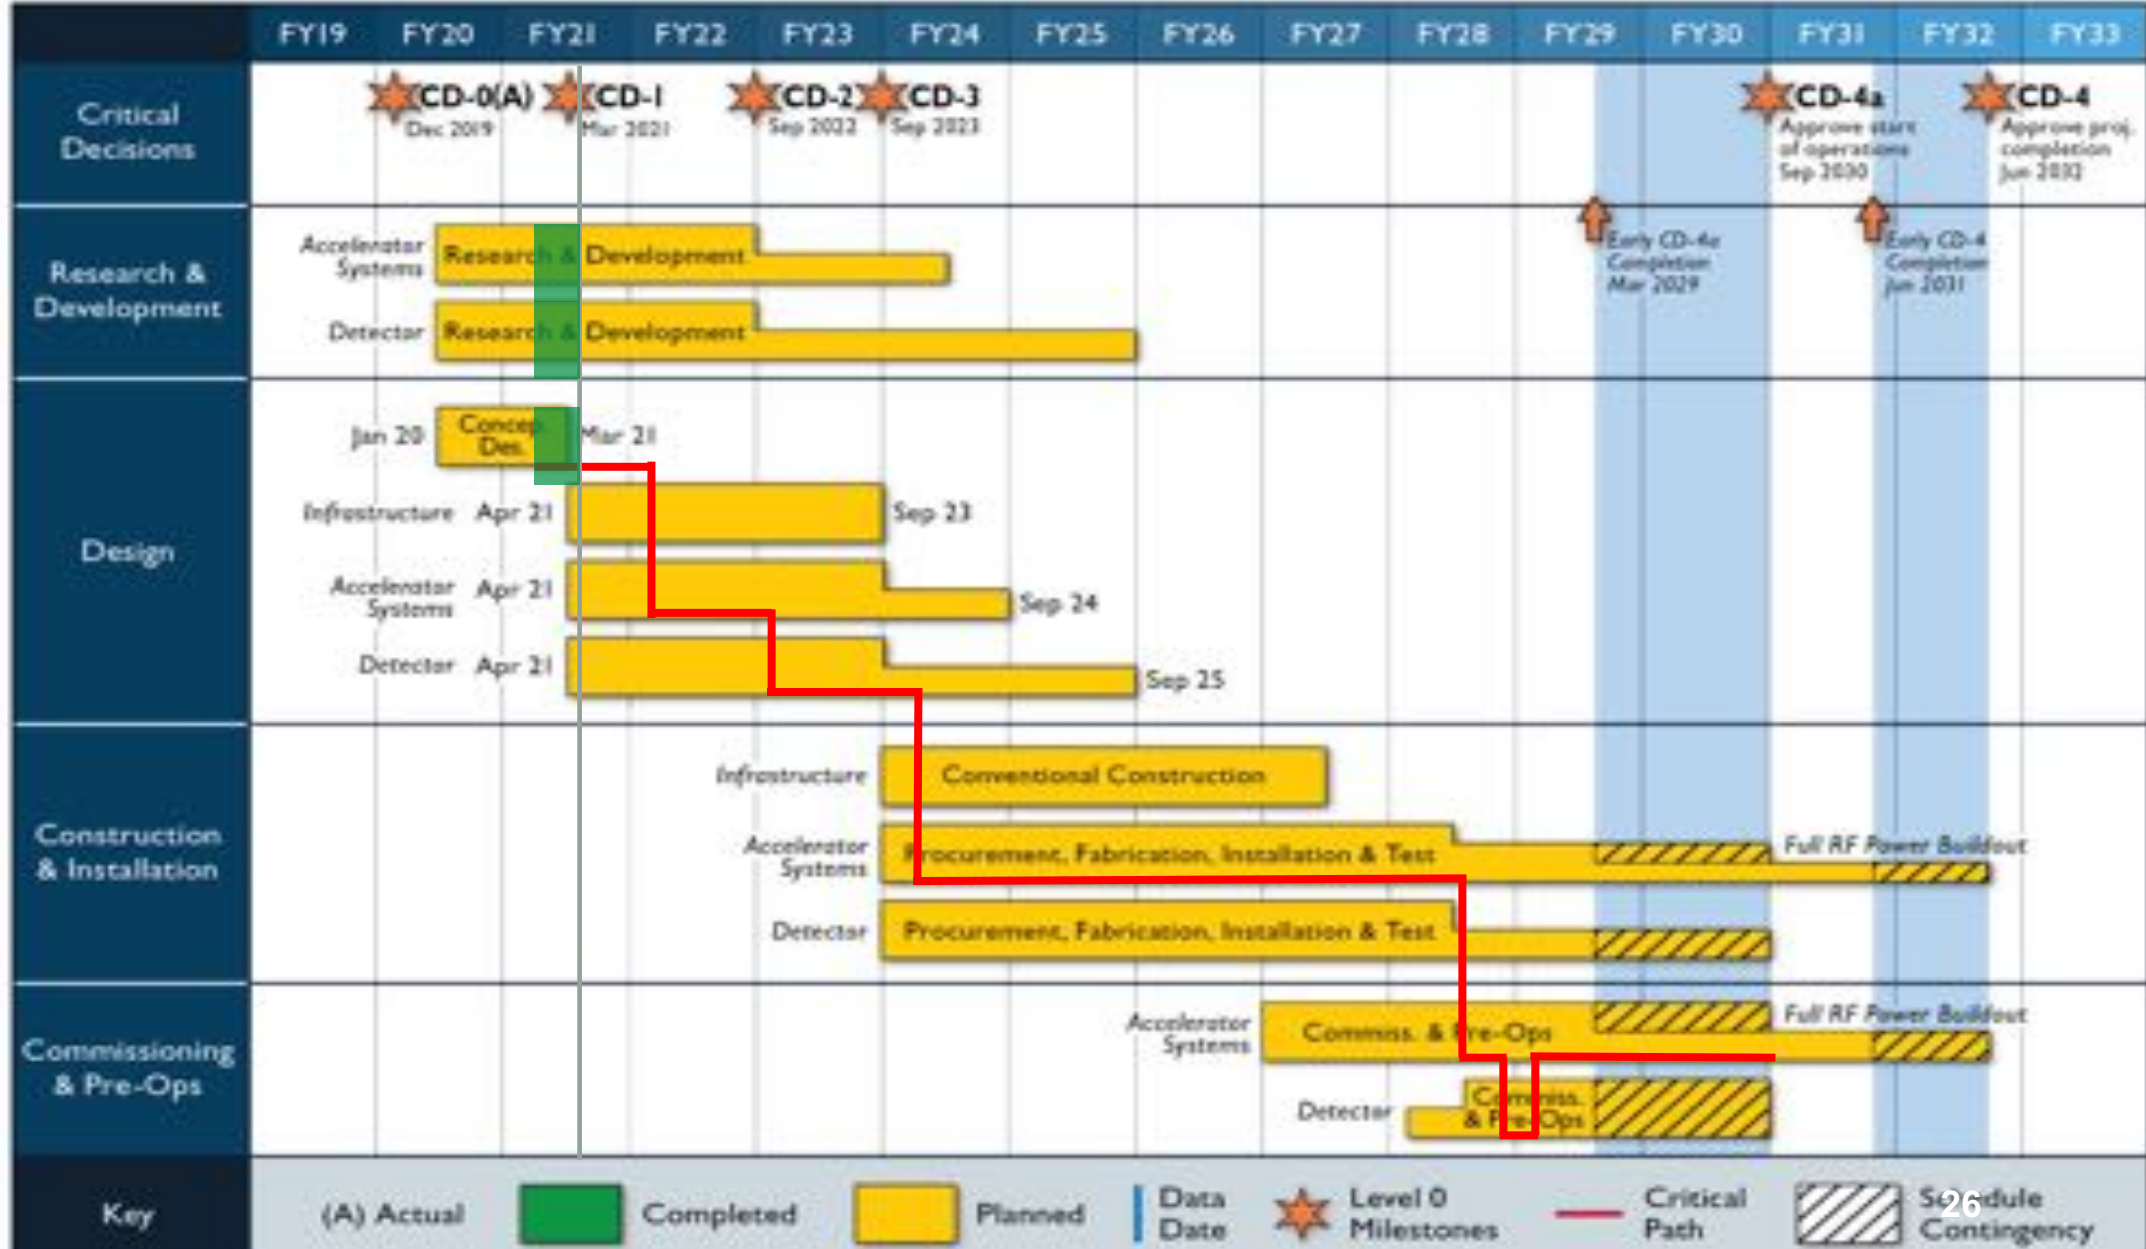 FY19 FY20 FY21 FY22 FY23 FY24 FY25 FY26 FY27 FY28 FY29 FY30 FY31 FY32 FY33
Critical
Decisions
CD-0(A)
Dec 2019
CD-1
Mar 2021
CD-2
Sep 2022
CD-3
Sep 2023
CD-4a
Approve start
of operations
Sep 2030
CD-4
Approve proj.
completion
Jun 2032
Early CD-4a
Completion
Mar 2029
Early CD-4
Completion
Jun 2031
Research &
Development
Accelerator
Systems
Research & Development
Detector
Research & Development
Design
Jan 20
Concep.
Des.
Mar 21
Infrastructure Apr 21
Sep 23
Accelerator
Systems
Apr 21
Sep 24
Detector Apr 21
Sep 25
Construction
& Installation
Infrastructure
Conventional Construction
Accelerator
Systems
Procurement, Fabrication, Installation & Test
Full RF Power Buildout
Detector
Procurement, Fabrication, Installation & Test
Commissioning
& Pre-Ops
Accelerator
Systems
Commiss. & Pre-Ops
Full RF Power Buildout
Detector
Commiss.
& Pre-Ops
Key
(A) Actual
Completed
Planned
Data
Date
Level 0
Milestones
Critical
Path
Schedule
Contingency
26